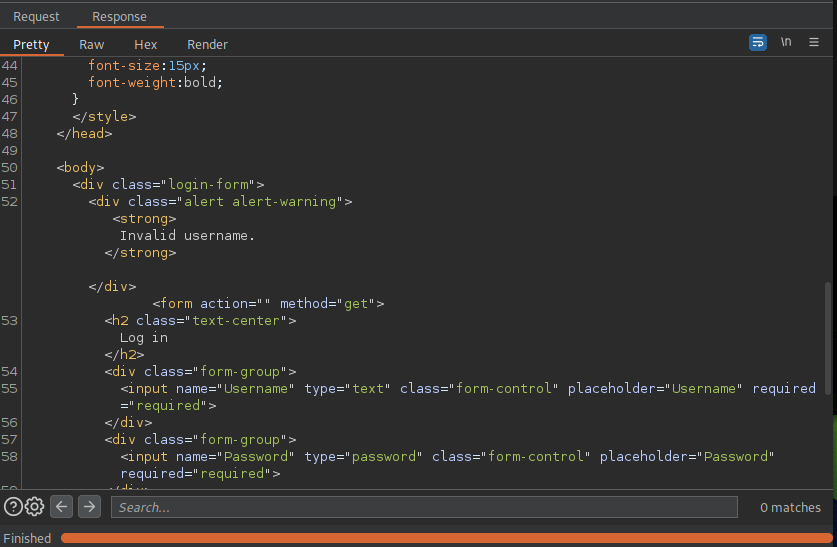 Request Response
Pretty Raw Hex Render \n
44 font-size:15px;
45 font-weight:bold;
46 }
47 </style>
48 </head>
49
50 <body>
51 <div class="login-form">
52 <div class="alert alert-warning">
<strong>
Invalid username.
</strong>
</div>
<form action="" method="get">
53 <h2 class="text-center">
Log in
</h2>
54 <div class="form-group">
55 <input name="Username" type="text" class="form-control" placeholder="Username" required
="required">
56 </div>
57 <div class="form-group">
58 <input name="Password" type="password" class="form-control" placeholder="Password"
required="required">
59 </div>
Search... 0 matches
Finished